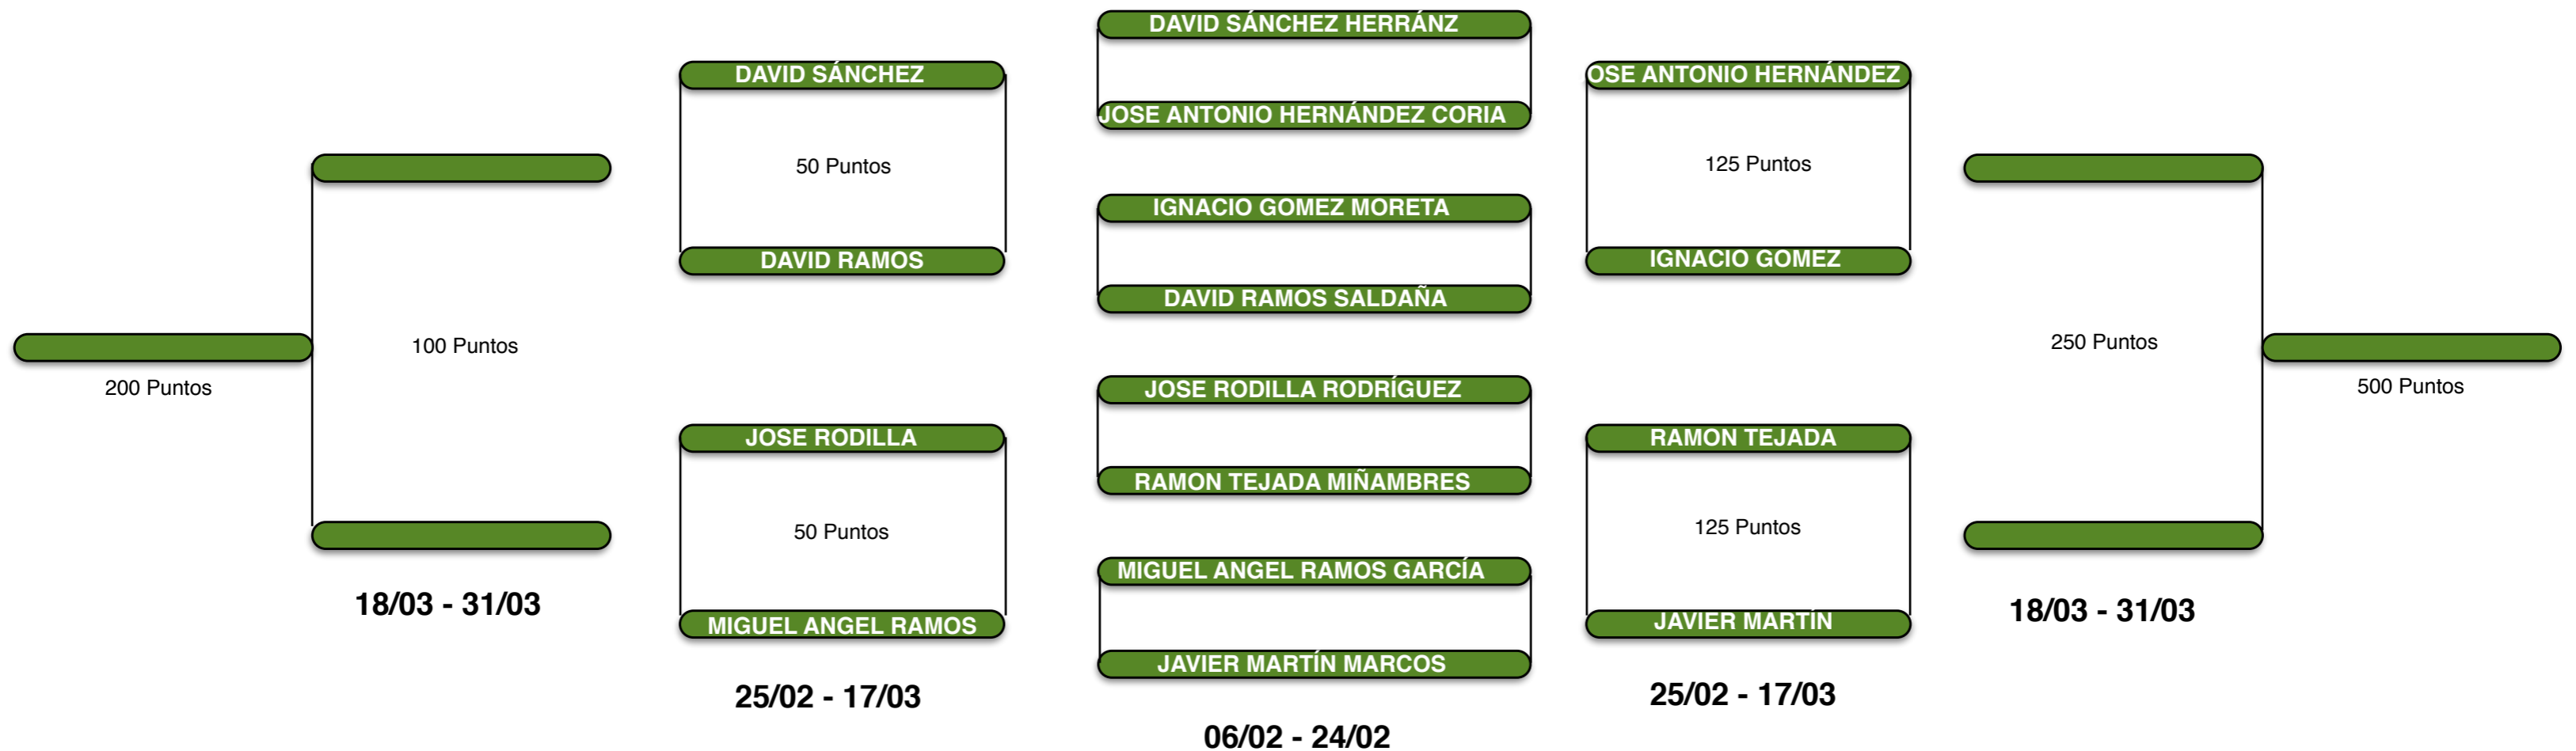 DAVID SÁNCHEZ HERRÁNZ
DAVID SÁNCHEZ
OSE ANTONIO HERNÁNDEZ
JOSE ANTONIO HERNÁNDEZ CORIA
50 Puntos
125 Puntos
IGNACIO GOMEZ MORETA
DAVID RAMOS
IGNACIO GOMEZ
DAVID RAMOS SALDAÑA
100 Puntos
250 Puntos
200 Puntos
500 Puntos
JOSE RODILLA RODRÍGUEZ
JOSE RODILLA
RAMON TEJADA
RAMON TEJADA MIÑAMBRES
50 Puntos
125 Puntos
MIGUEL ANGEL RAMOS GARCÍA
18/03 - 31/03
18/03 - 31/03
MIGUEL ANGEL RAMOS
JAVIER MARTÍN
JAVIER MARTÍN MARCOS
25/02 - 17/03
25/02 - 17/03
06/02 - 24/02